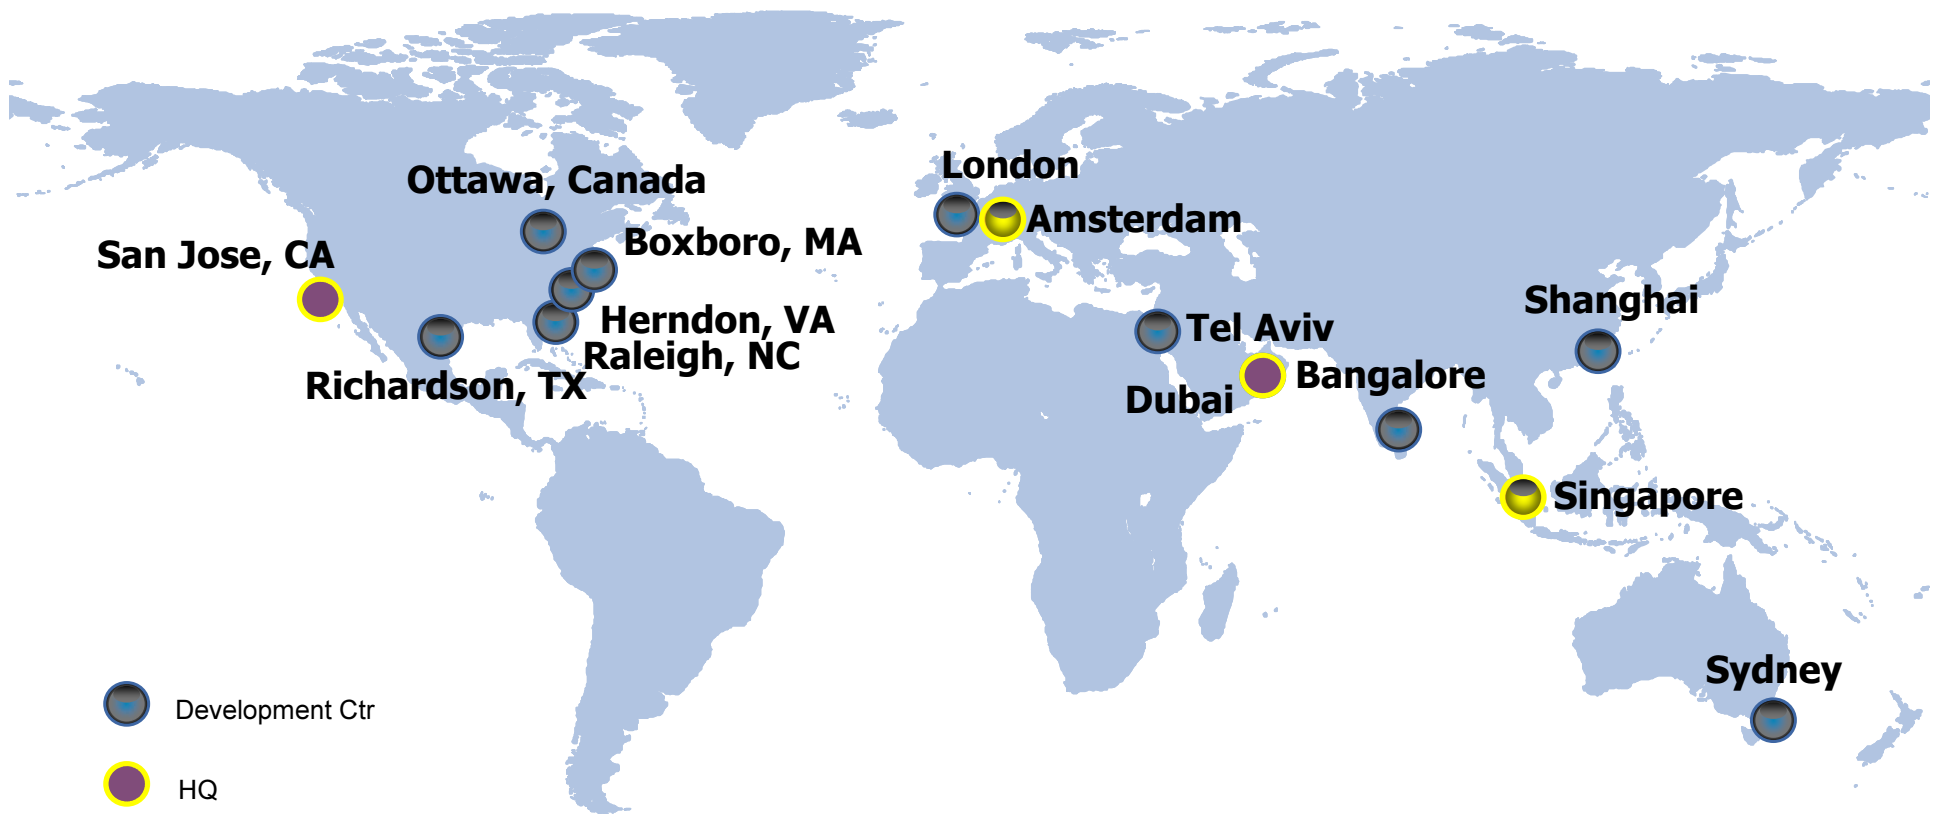 London
Ottawa, Canada
Amsterdam
Boxboro, MA
San Jose, CA
Shanghai
Herndon, VA
Tel Aviv
Raleigh, NC
Bangalore
Richardson, TX
Dubai
Singapore
Sydney
Development Ctr
HQ